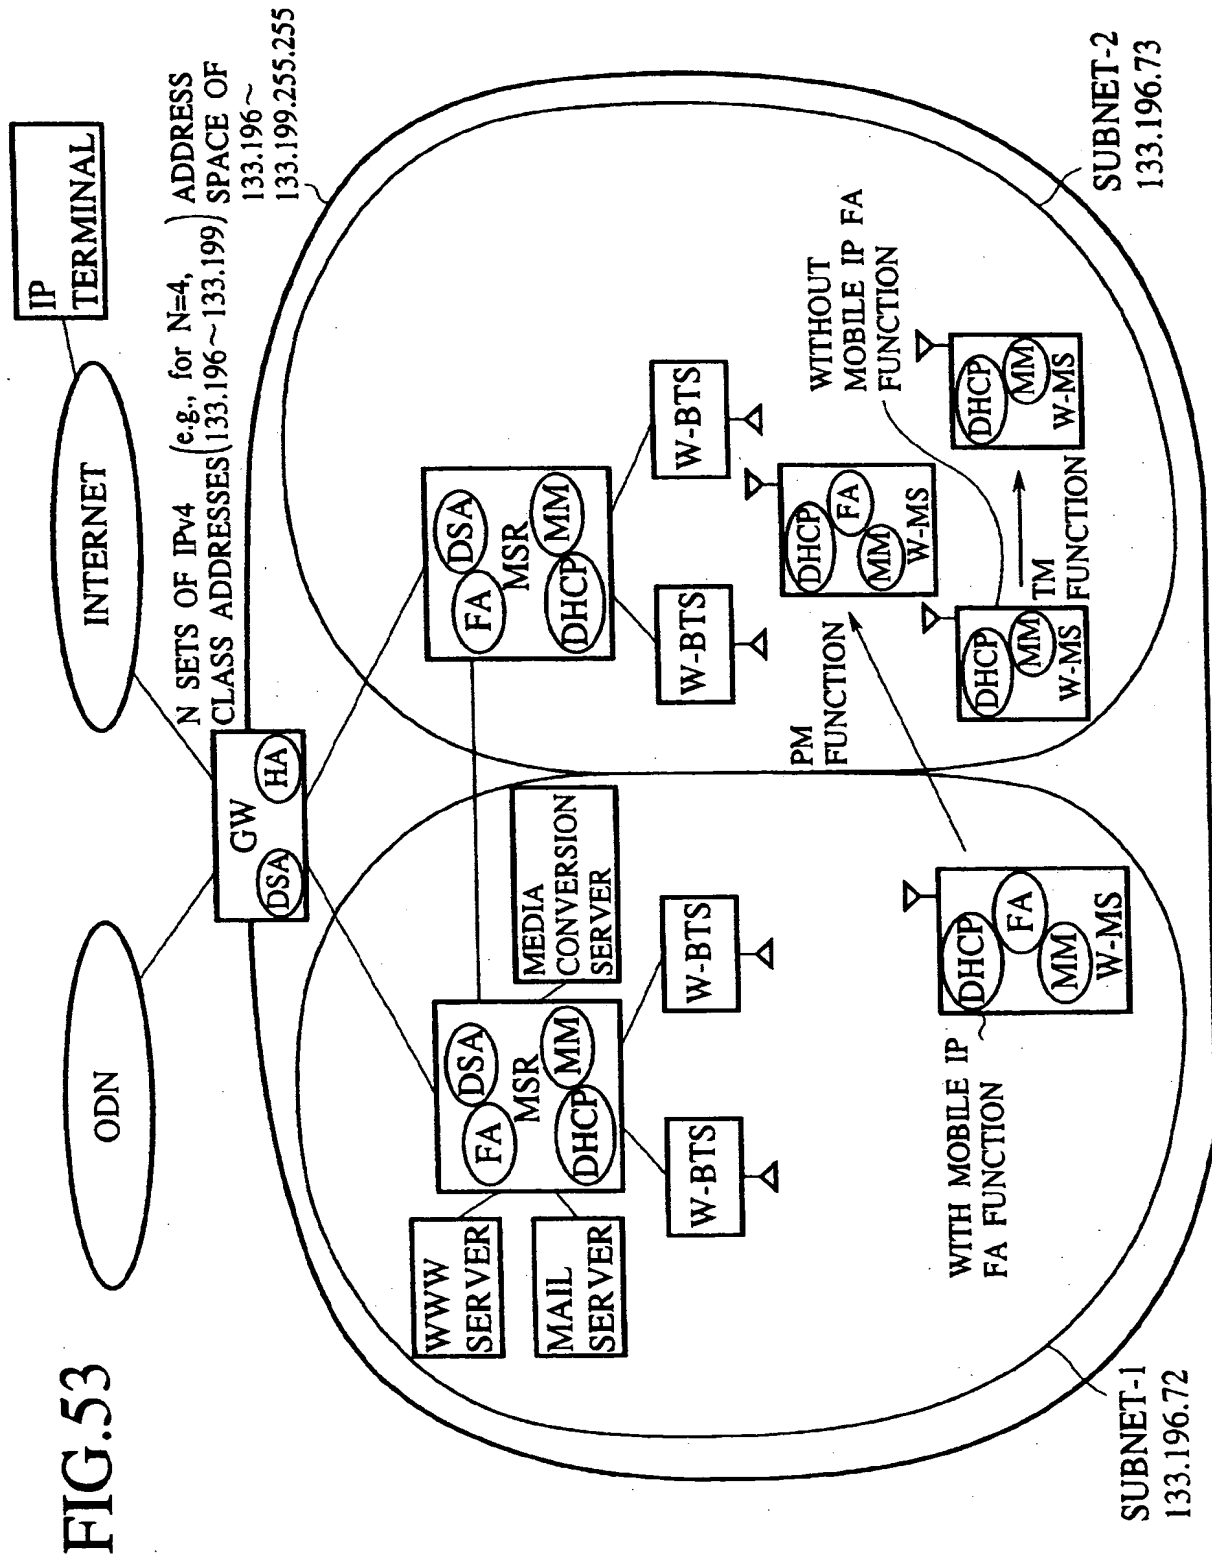 FIG.53
ODN
INTERNET
IP
TERMINAL
GW
DSA
HA
N SETS OF IPv4
CLASS ADDRESSES
(e.g., for N=4,
133.196~133.199)
ADDRESS
SPACE OF
133.196~
133.199.255.255
WWW
SERVER
MAIL
SERVER
FA
DSA
MSR
DHCP
MM
MEDIA
CONVERSION
SERVER
FA
DSA
MSR
DHCP
MM
W-BTS
W-BTS
W-BTS
W-BTS
WITH MOBILE IP
FA FUNCTION
DHCP
FA
MM
W-MS
PM
FUNCTION
DHCP
FA
MM
W-MS
WITHOUT
MOBILE IP FA
FUNCTION
DHCP
MM
W-MS
TM
FUNCTION
DHCP
MM
W-MS
SUBNET-1
133.196.72
SUBNET-2
133.196.73